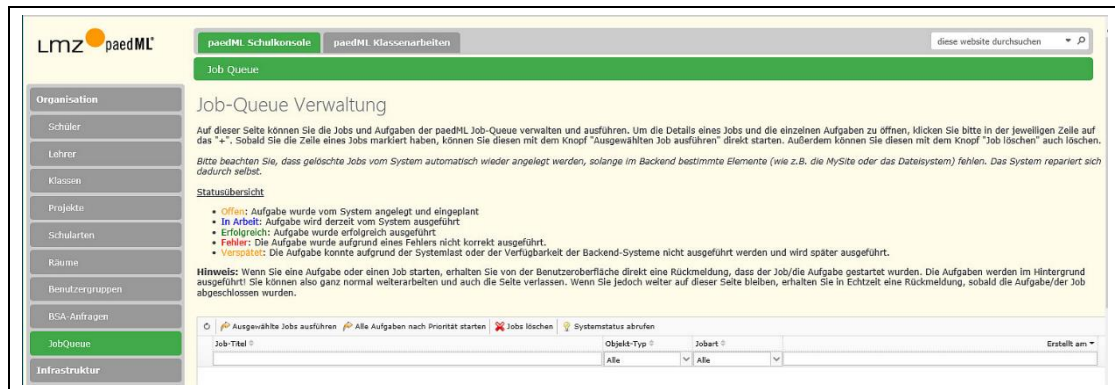 LMZ paedML®
paedML Schulkonsole paedML Klassenarbeiten
diese website durchsuchen
Job Queue
Organisation
Schüler
Lehrer
Klassen
Projekte
Schularten
Räume
Benutzergruppen
BSA-Anfragen
JobQueue
Infrastruktur
Job-Queue Verwaltung
Auf dieser Seite können Sie die Jobs und Aufgaben der paedML Job-Queue verwalten und ausführen. Um die Details eines Jobs und die einzelnen Aufgaben zu öffnen, klicken Sie bitte in der jeweiligen Zeile auf
das "+". Sobald Sie die Zeile eines Jobs markiert haben, können Sie diesen mit dem Knopf "Ausgewählten Job ausführen" direkt starten. Außerdem können Sie diesen mit dem Knopf "Job löschen" auch löschen.
Bitte beachten Sie, dass gelöschte Jobs vom System automatisch wieder angelegt werden, solange im Backend bestimmte Elemente (wie z.B. die MySite oder das Dateisystem) fehlen. Das System repariert sich
dadurch selbst.
Statusübersicht
• Offen: Aufgabe wurde vom System angelegt und eingeplant
• In Arbeit: Aufgabe wird derzeit vom System ausgeführt
• Erfolgreich: Aufgabe wurde erfolgreich ausgeführt
• Fehler: Die Aufgabe wurde aufgrund eines Fehlers nicht korrekt ausgeführt.
• Verspätet: Die Aufgabe konnte aufgrund der Systemlast oder der Verfügbarkeit der Backend-Systeme nicht ausgeführt werden und wird später ausgeführt.
Hinweis: Wenn Sie eine Aufgabe oder einen Job starten, erhalten Sie von der Benutzeroberfläche direkt eine Rückmeldung, dass der Job/die Aufgabe gestartet wurden. Die Aufgaben werden im Hintergrund
ausgeführt! Sie können also ganz normal weiterarbeiten und auch die Seite verlassen. Wenn Sie jedoch weiter auf dieser Seite bleiben, erhalten Sie in Echtzeit eine Rückmeldung, sobald die Aufgabe/der Job
abgeschlossen wurden.
Ausgewählte Jobs ausführen Alle Aufgaben nach Priorität starten Jobs löschen Systemstatus abrufen
Job-Titel Objekt-Typ Jobart Erstellt am
Alle Alle